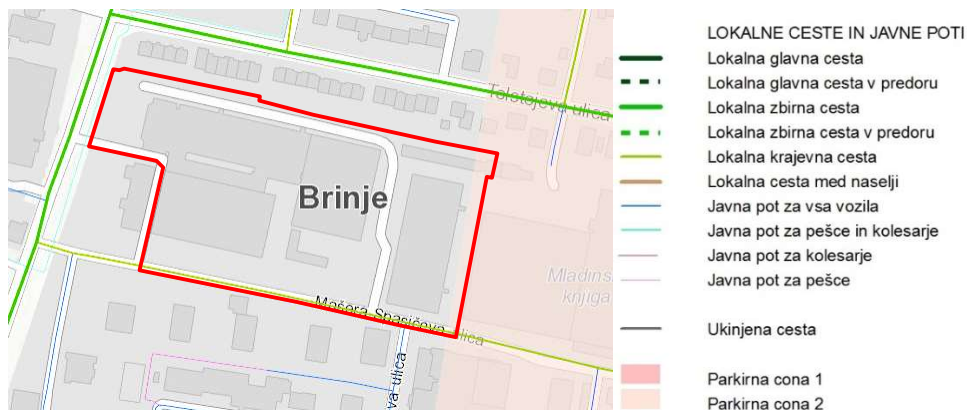 Tolstojeva ulica
Brinje
Mladins
knjiga
Mašera Spasičeva ulica
va ulica
LOKALNE CESTE IN JAVNE POTI
Lokalna glavna cesta
Lokalna glavna cesta v predoru
Lokalna zbirna cesta
Lokalna zbirna cesta v predoru
Lokalna krajevna cesta
Lokalna cesta med naselji
Javna pot za vsa vozila
Javna pot za pešce in kolesarje
Javna pot za kolesarje
Javna pot za pešce
Ukinjena cesta
Parkirna cona 1
Parkirna cona 2